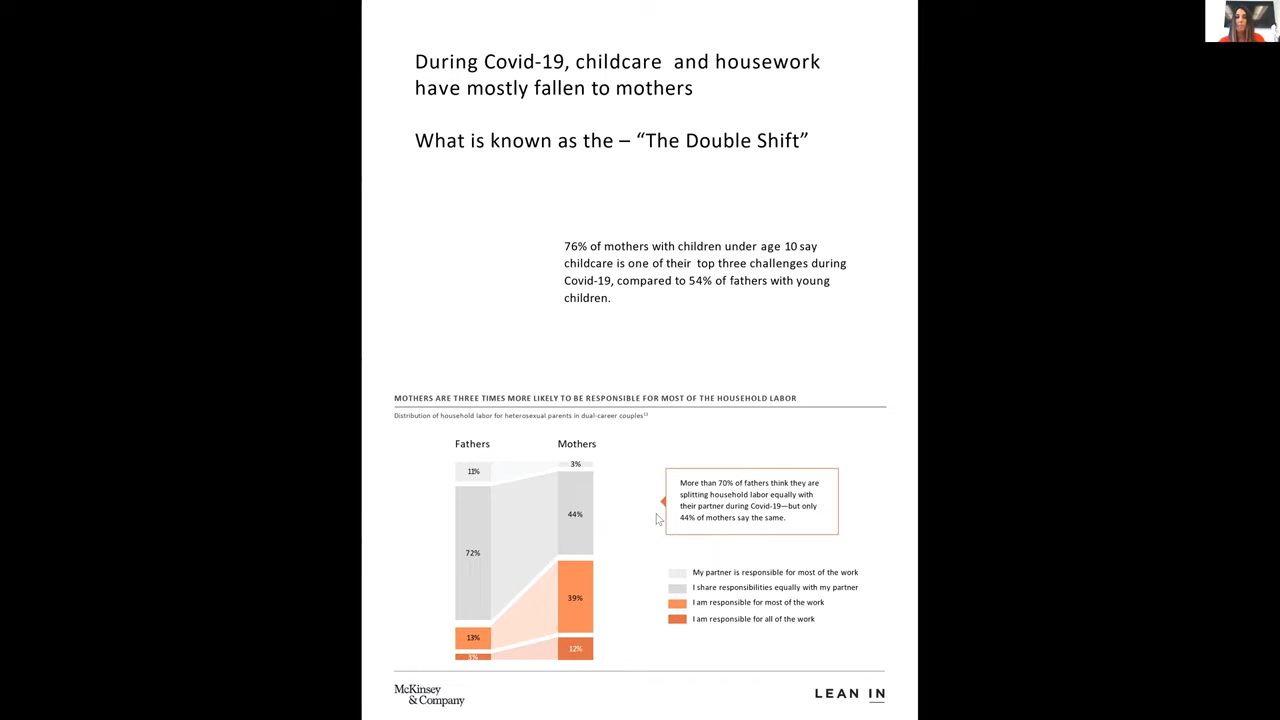 During Covid-19, childcare and housework
have mostly fallen to mothers
What is known as the – “The Double Shift”
76% of mothers with children under age 10 say
childcare is one of their top three challenges during
Covid-19, compared to 54% of fathers with young
children.
MOTHERS ARE THREE TIMES MORE LIKELY TO BE RESPONSIBLE FOR MOST OF THE HOUSEHOLD LABOR
Distribution of household labor for heterosexual parents in dual-career couples¹³
Fathers Mothers
11%
3%
72%
44%
13%
39%
3%
12%
More than 70% of fathers think they are
splitting household labor equally with
their partner during Covid-19—but only
44% of mothers say the same.
My partner is responsible for most of the work
I share responsibilities equally with my partner
I am responsible for most of the work
I am responsible for all of the work
McKinsey
& Company
LEAN IN